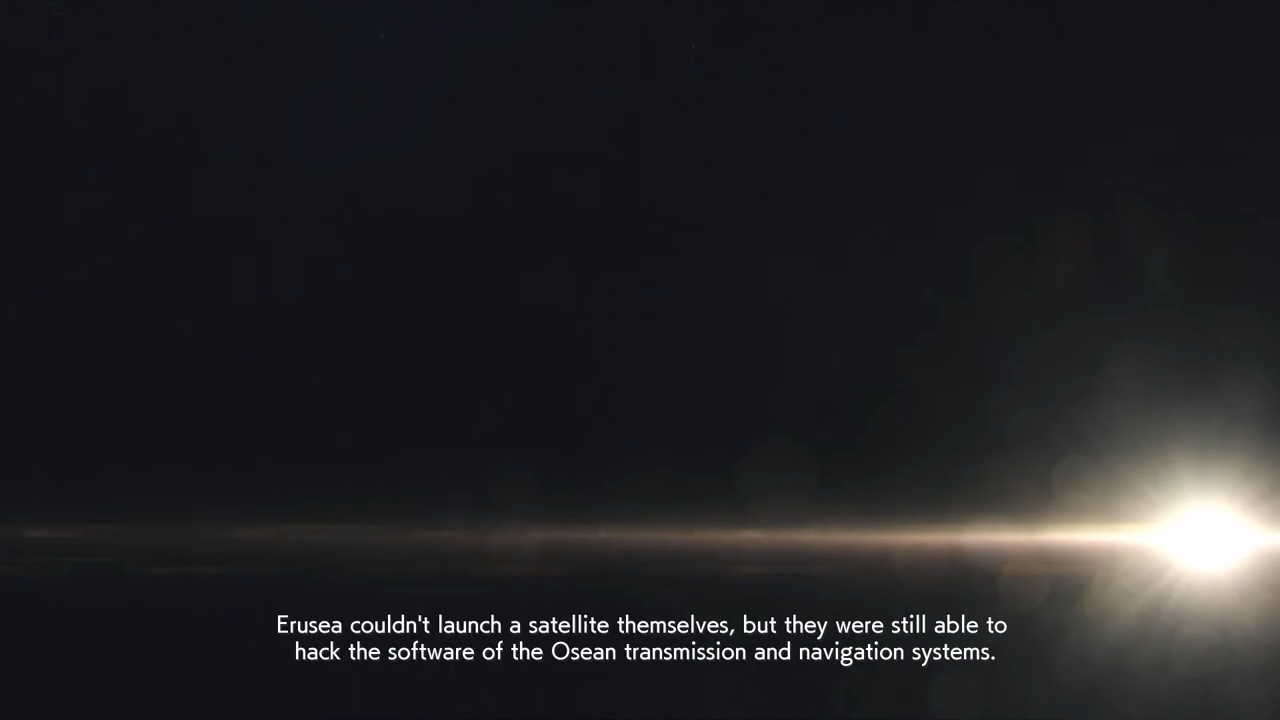 Erusea couldn't launch a satellite themselves, but they were still able to
hack the software of the Osean transmission and navigation systems.